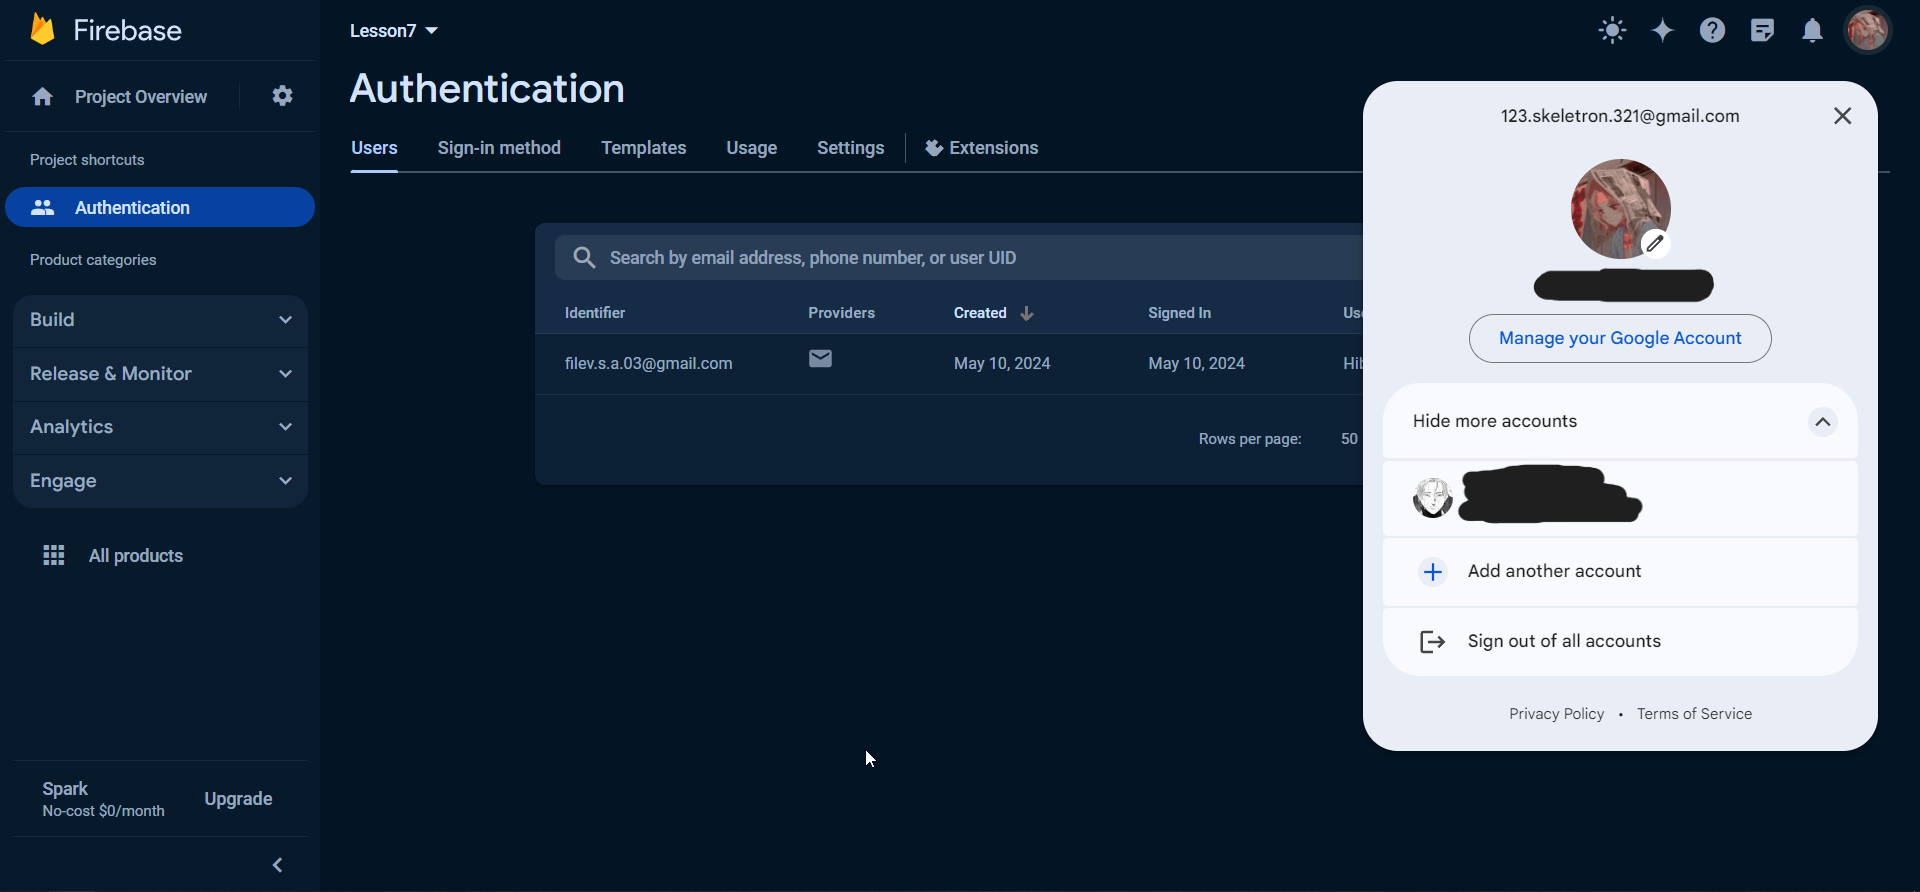 Firebase
Project Overview
Project shortcuts
Authentication
Product categories
Build
Release & Monitor
Analytics
Engage
All products
Spark
No-cost $0/month
Upgrade
Lesson7
Authentication
Users Sign-in method Templates Usage Settings Extensions
Search by email address, phone number, or user UID
Identifier Providers Created Signed In Use
filev.s.a.03@gmail.com May 10, 2024 May 10, 2024
Rows per page: 50
123.skeletron.321@gmail.com
Manage your Google Account
Hide more accounts
Add another account
Sign out of all accounts
Privacy Policy • Terms of Service